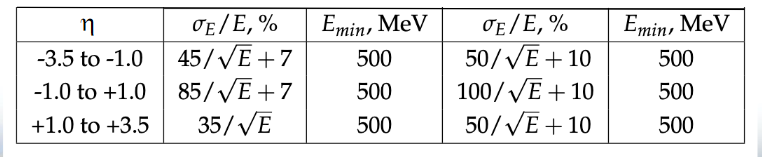 η σ_E/E, % E_min, MeV σ_E/E, % E_min, MeV
-3.5 to -1.0 45/√E + 7 500 50/√E + 10 500
-1.0 to +1.0 85/√E + 7 500 100/√E + 10 500
+1.0 to +3.5 35/√E 500 50/√E + 10 500